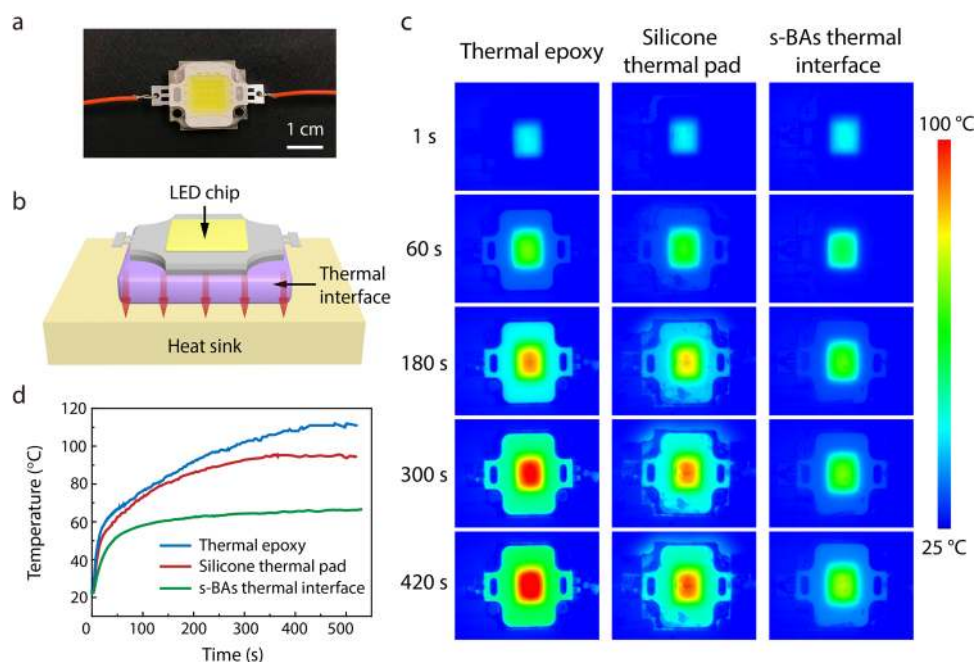 a
1 cm
b
LED chip
Thermal
interface
Heat sink
c
Thermal epoxy
Silicone
thermal pad
s-BAs thermal
interface
1 s
60 s
180 s
300 s
420 s
100 °C
25 °C
d
Temperature (°C)
120
100
80
60
40
20
Thermal epoxy
Silicone thermal pad
s-BAs thermal interface
0 100 200 300 400 500
Time (s)